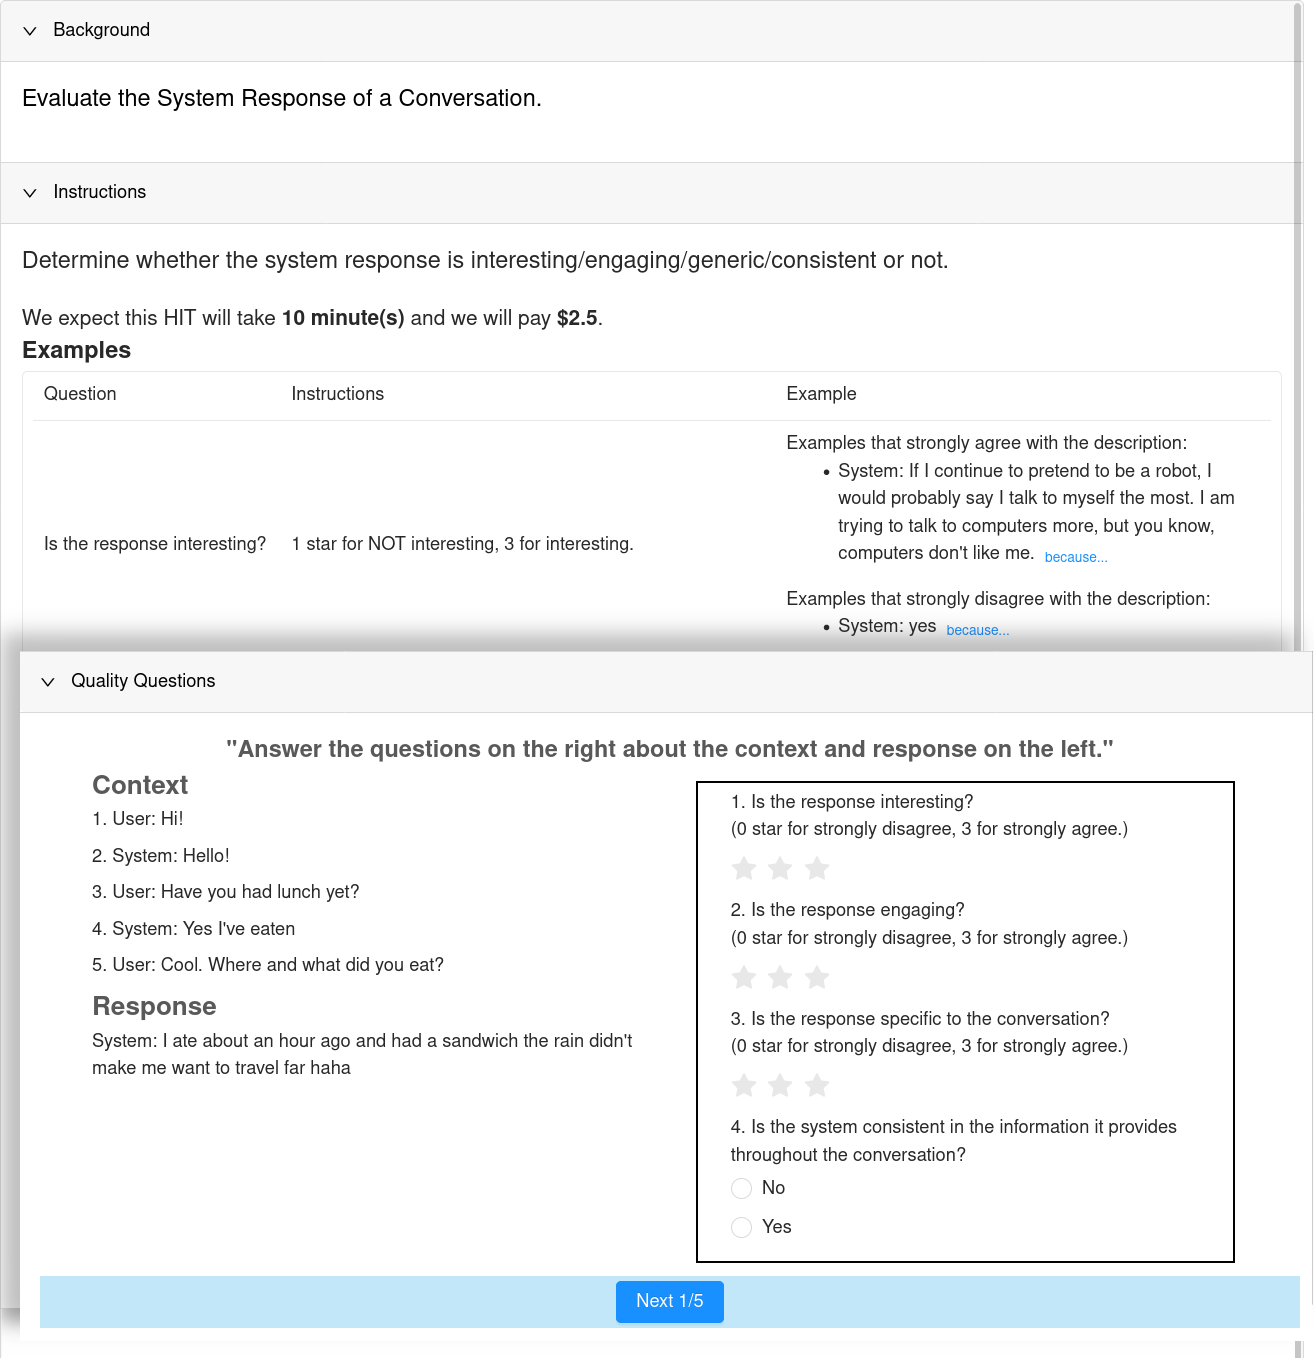 Background
Evaluate the System Response of a Conversation.
Instructions
Determine whether the system response is interesting/engaging/generic/consistent or not.
We expect this HIT will take 10 minute(s) and we will pay $2.5.
Examples
Question Instructions Example
Examples that strongly agree with the description:
• System: If I continue to pretend to be a robot, I
would probably say I talk to myself the most. I am
trying to talk to computers more, but you know,
computers don't like me. because...
Is the response interesting? 1 star for NOT interesting, 3 for interesting.
Examples that strongly disagree with the description:
• System: yes because...
Quality Questions
"Answer the questions on the right about the context and response on the left."
Context
1. User: Hi!
2. System: Hello!
3. User: Have you had lunch yet?
4. System: Yes I've eaten
5. User: Cool. Where and what did you eat?
Response
System: I ate about an hour ago and had a sandwich the rain didn't
make me want to travel far haha
1. Is the response interesting?
(0 star for strongly disagree, 3 for strongly agree.)
2. Is the response engaging?
(0 star for strongly disagree, 3 for strongly agree.)
3. Is the response specific to the conversation?
(0 star for strongly disagree, 3 for strongly agree.)
4. Is the system consistent in the information it provides
throughout the conversation?
No
Yes
Next 1/5